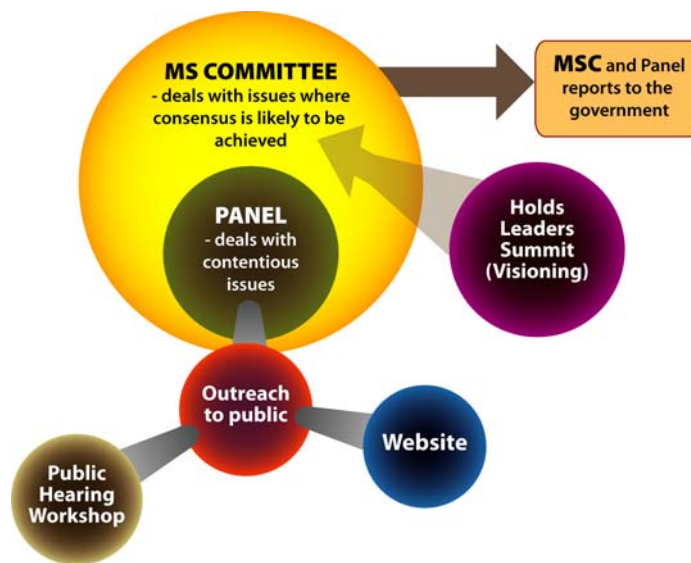 MS COMMITTEE
- deals with issues where
consensus is likely to be
achieved
MSC and Panel
reports to the
government
PANEL
- deals with
contentious
issues
Holds
Leaders
Summit
(Visioning)
Outreach
to public
Website
Public
Hearing
Workshop